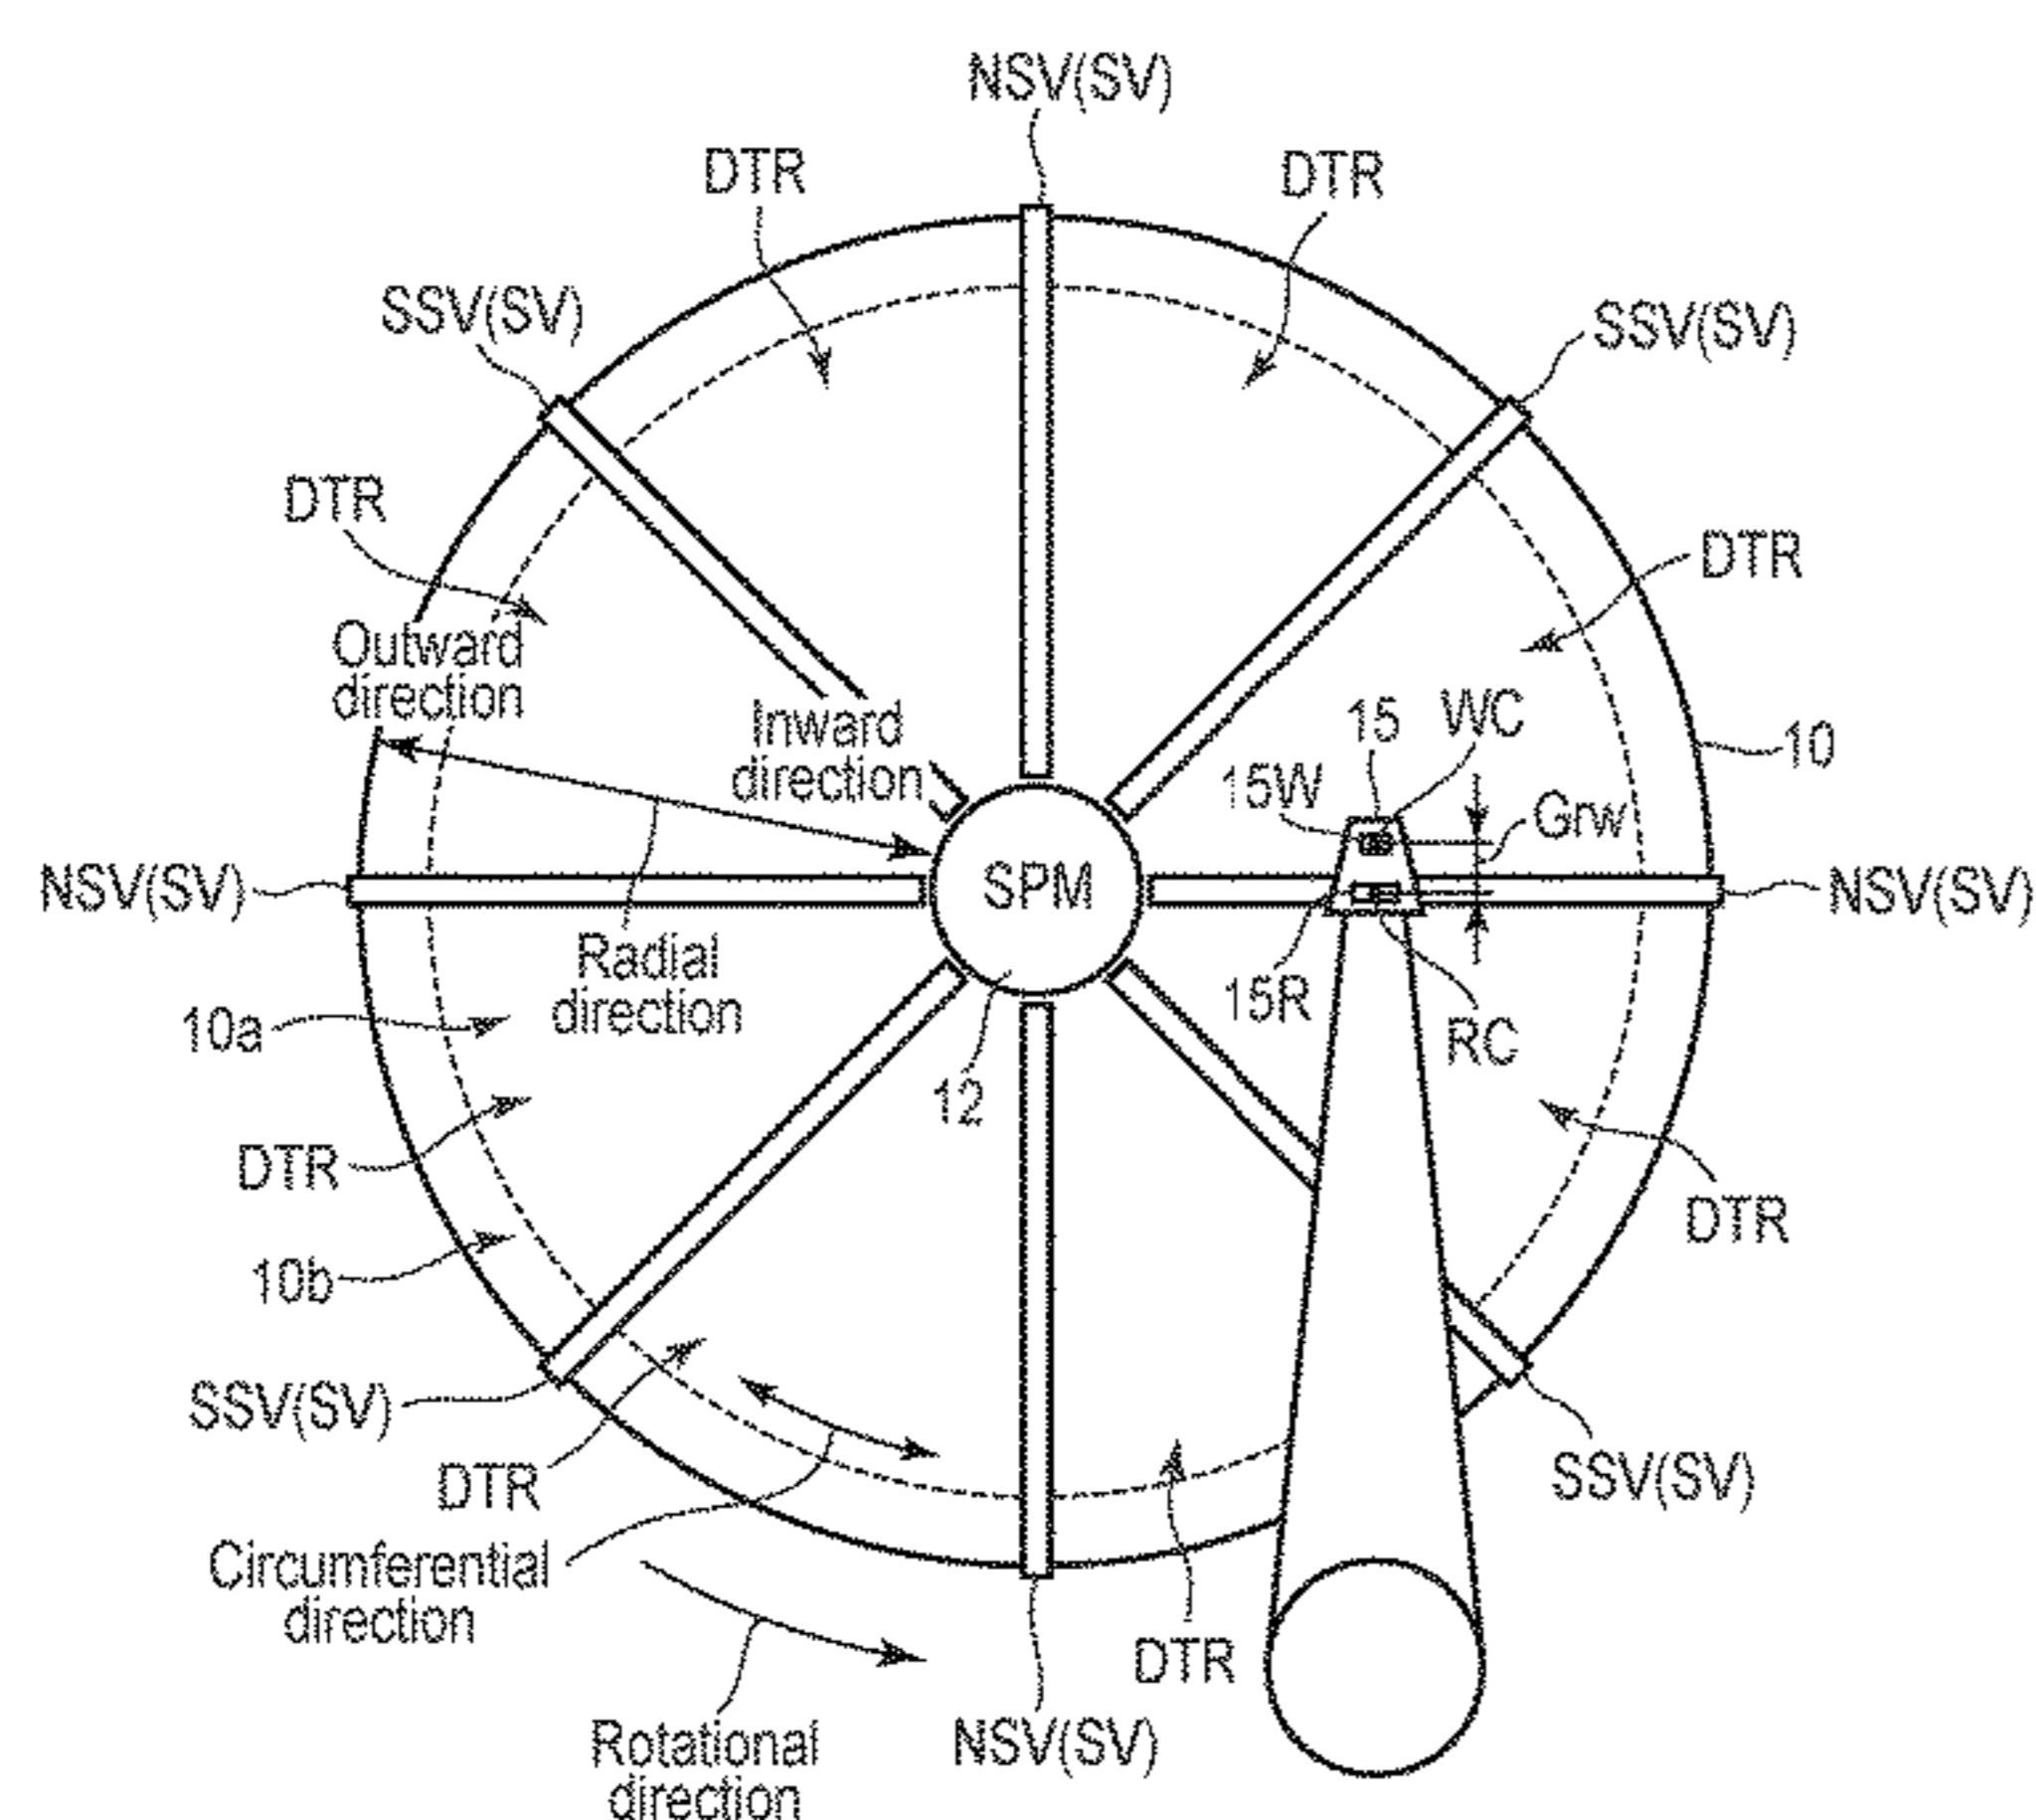 NSV(SV)
DTR
DTR
SSV(SV)
SSV(SV)
DTR
DTR
Outward
direction
Inward
direction
15
WC
10
15W
Grw
NSV(SV)
SPM
NSV(SV)
Radial
direction
15R
RC
10a
12
DTR
DTR
10b
SSV(SV)
DTR
SSV(SV)
Circumferential
direction
DTR
Rotational
direction
NSV(SV)